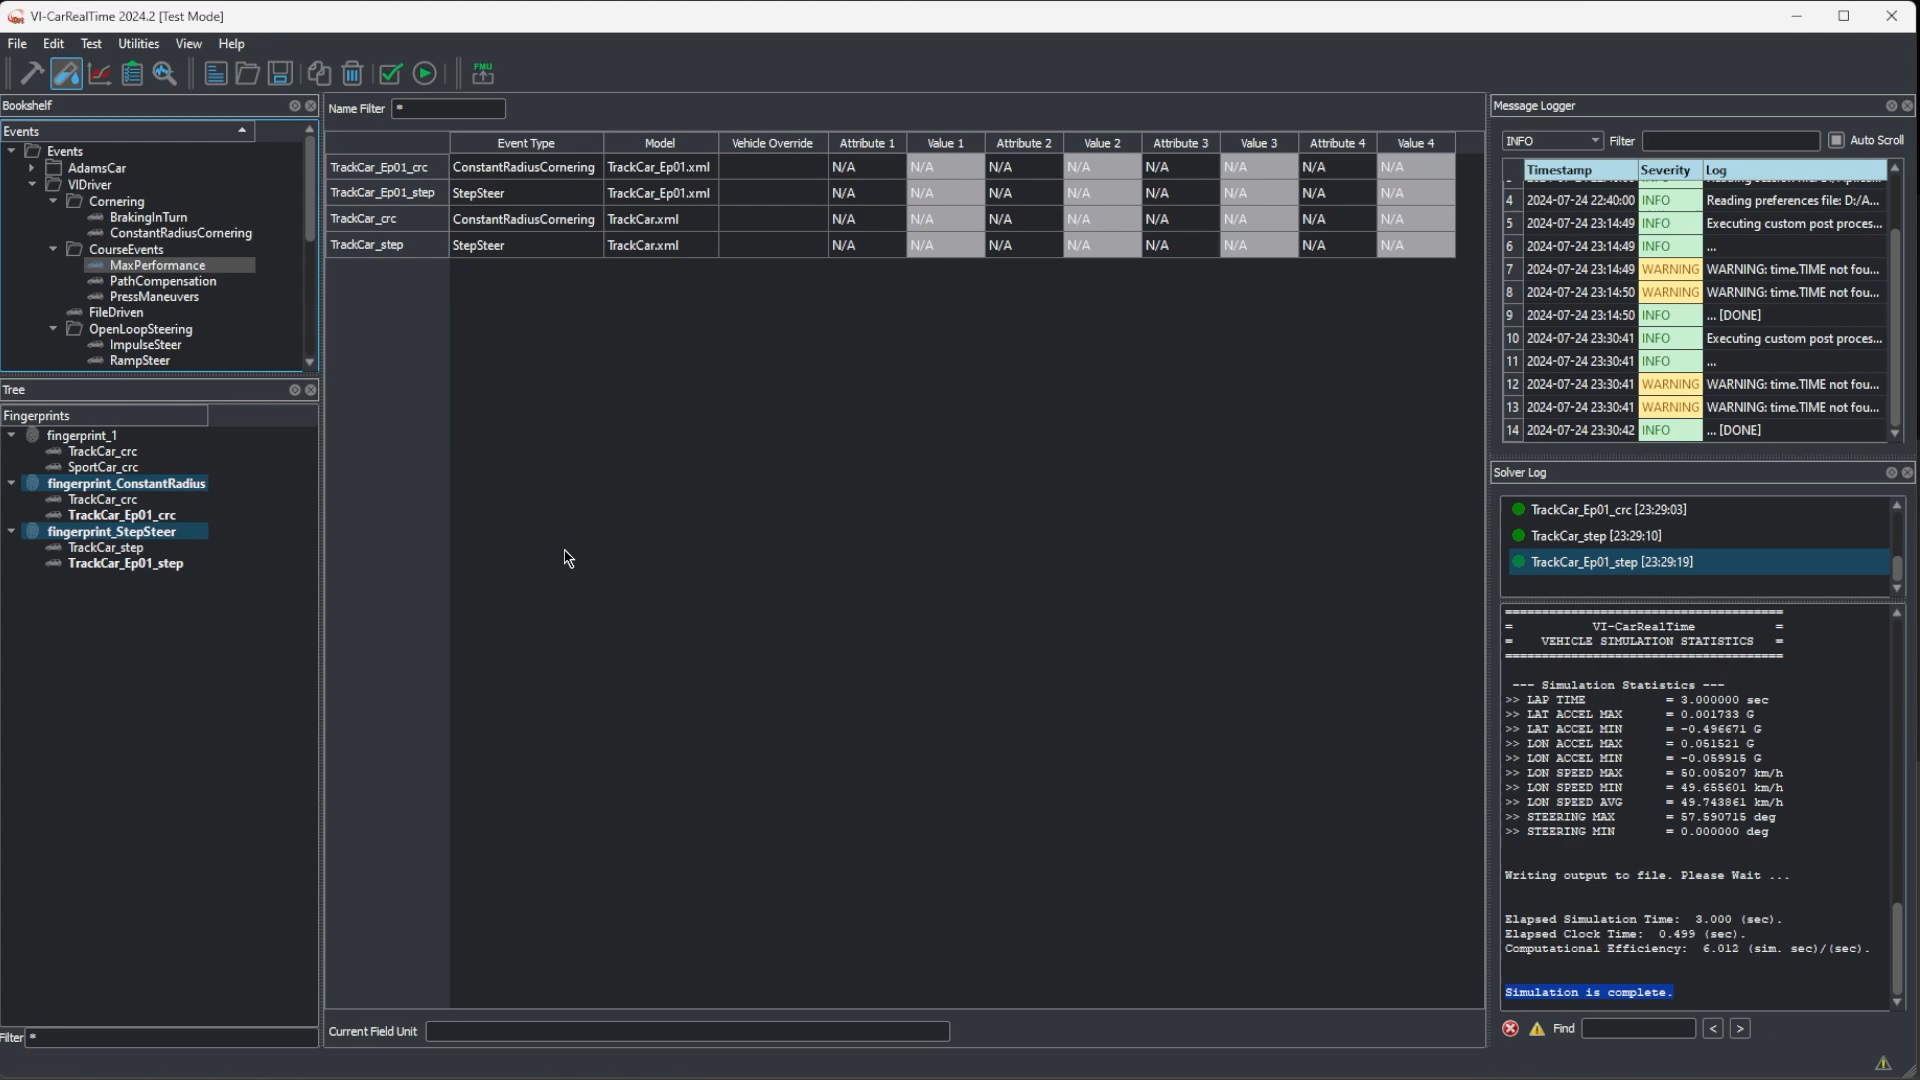 VI-CarRealTime 2024.2 [Test Mode]
File Edit Test Utilities View Help
FMU
Bookshelf
Events
Events
AdamsCar
VIDriver
Cornering
BrakingInTurn
ConstantRadiusCornering
CourseEvents
MaxPerformance
PathCompensation
PressManeuvers
FileDriven
OpenLoopSteering
ImpulseSteer
RampSteer
Tree
Fingerprints
fingerprint_1
TrackCar_crc
SportCar_crc
fingerprint_ConstantRadius
TrackCar_crc
TrackCar_Ep01_crc
fingerprint_StepSteer
TrackCar_step
TrackCar_Ep01_step
Filter *
Name Filter *
Event Type Model Vehicle Override Attribute 1 Value 1 Attribute 2 Value 2 Attribute 3 Value 3 Attribute 4 Value 4
TrackCar_Ep01_crc ConstantRadiusCornering TrackCar_Ep01.xml N/A N/A N/A N/A N/A N/A N/A N/A
TrackCar_Ep01_step StepSteer TrackCar_Ep01.xml N/A N/A N/A N/A N/A N/A N/A N/A
TrackCar_crc ConstantRadiusCornering TrackCar.xml N/A N/A N/A N/A N/A N/A N/A N/A
TrackCar_step StepSteer TrackCar.xml N/A N/A N/A N/A N/A N/A N/A N/A
Current Field Unit
Message Logger
INFO Filter Auto Scroll
Timestamp Severity Log
4 2024-07-24 22:40:00 INFO Reading preferences file: D:/A...
5 2024-07-24 23:14:49 INFO Executing custom post proces...
6 2024-07-24 23:14:49 INFO ...
7 2024-07-24 23:14:49 WARNING WARNING: time.TIME not fou...
8 2024-07-24 23:14:50 WARNING WARNING: time.TIME not fou...
9 2024-07-24 23:14:50 INFO ... [DONE]
10 2024-07-24 23:30:41 INFO Executing custom post proces...
11 2024-07-24 23:30:41 INFO ...
12 2024-07-24 23:30:41 WARNING WARNING: time.TIME not fou...
13 2024-07-24 23:30:41 WARNING WARNING: time.TIME not fou...
14 2024-07-24 23:30:42 INFO ... [DONE]
Solver Log
TrackCar_Ep01_crc [23:29:03]
TrackCar_step [23:29:10]
TrackCar_Ep01_step [23:29:19]
= VI-CarRealTime =
= VEHICLE SIMULATION STATISTICS =
--- Simulation Statistics ---
>> LAP TIME = 3.000000 sec
>> LAT ACCEL MAX = 0.001733 G
>> LAT ACCEL MIN = -0.496671 G
>> LON ACCEL MAX = 0.051521 G
>> LON ACCEL MIN = -0.059915 G
>> LON SPEED MAX = 50.005207 km/h
>> LON SPEED MIN = 49.655601 km/h
>> LON SPEED AVG = 49.743861 km/h
>> STEERING MAX = 57.590715 deg
>> STEERING MIN = 0.000000 deg
Writing output to file. Please Wait ...
Elapsed Simulation Time: 3.000 (sec).
Elapsed Clock Time: 0.499 (sec).
Computational Efficiency: 6.012 (sim. sec)/(sec).
Simulation is complete.
Find < >